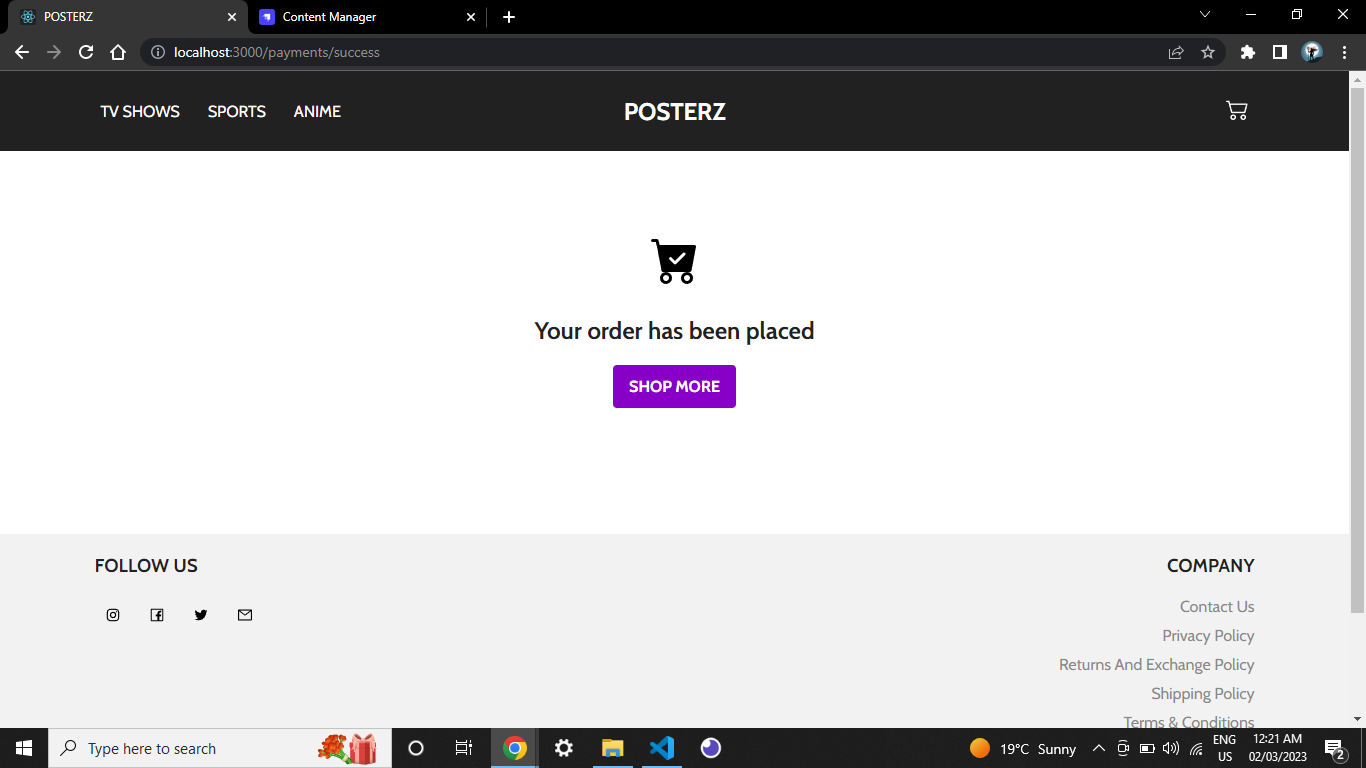 POSTERZ
Content Manager
localhost:3000/payments/success
TV SHOWS SPORTS ANIME POSTERZ
Your order has been placed
SHOP MORE
FOLLOW US
COMPANY
Contact Us
Privacy Policy
Returns And Exchange Policy
Shipping Policy
Terms & Conditions
Type here to search
19°C Sunny
ENG
US
12:21 AM
02/03/2023
2